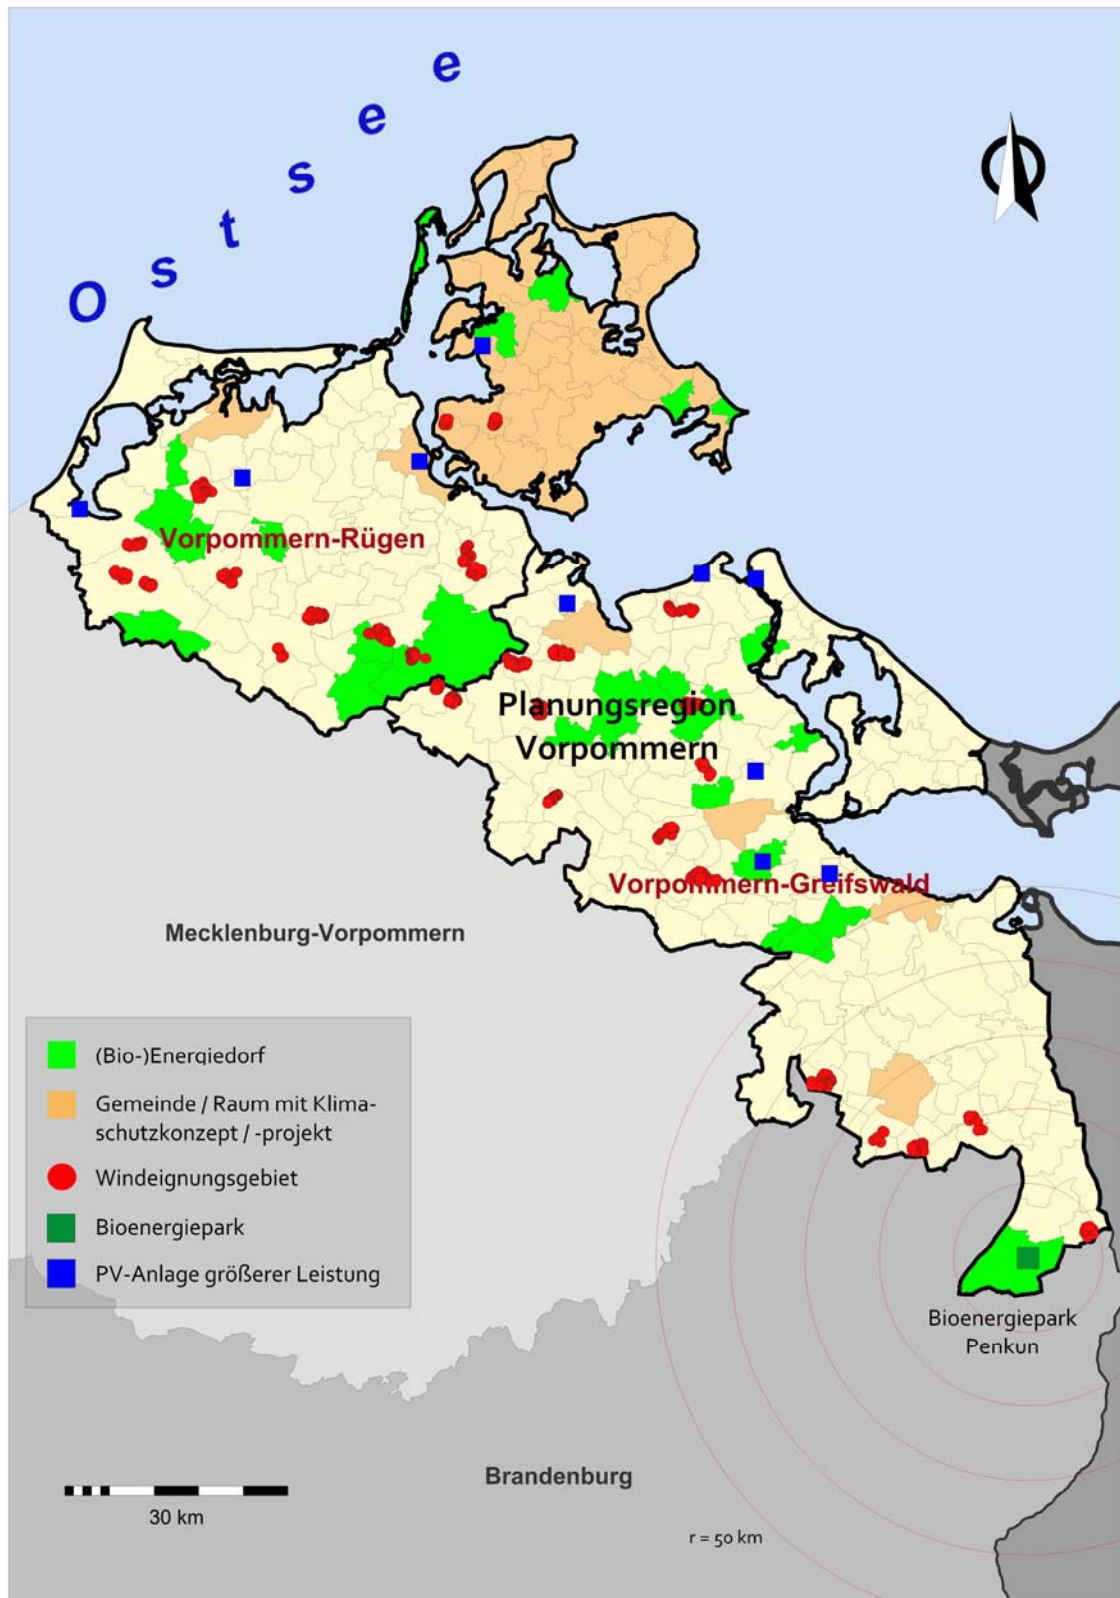 Ostsee
Vorpommern-Rügen
Planungsregion
Vorpommern
Vorpommern-Greifswald
Mecklenburg-Vorpommern
(Bio-)Energiedorf
Gemeinde / Raum mit Klima-
schutzkonzept / -projekt
Windeignungsgebiet
Bioenergiepark
PV-Anlage größerer Leistung
Bioenergiepark
Penkun
Brandenburg
30 km
r = 50 km